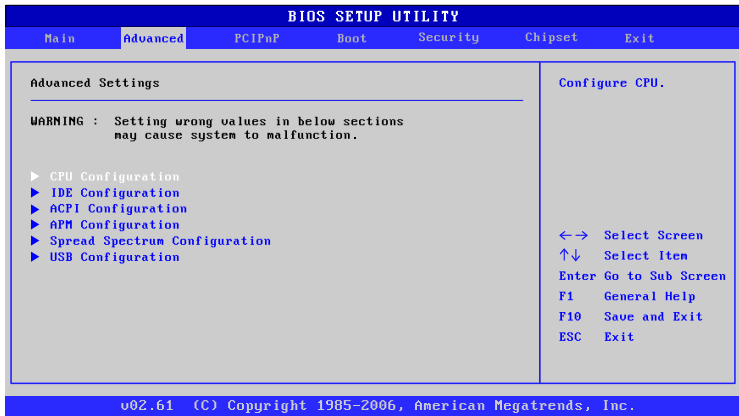 BIOS SETUP UTILITY
Main Advanced PCIPnP Boot Security Chipset Exit
Advanced Settings
WARNING : Setting wrong values in below sections
may cause system to malfunction.
▶ CPU Configuration
▶ IDE Configuration
▶ ACPI Configuration
▶ APM Configuration
▶ Spread Spectrum Configuration
▶ USB Configuration
Configure CPU.
←→ Select Screen
↑↓ Select Item
Enter Go to Sub Screen
F1 General Help
F10 Save and Exit
ESC Exit
v02.61 (C) Copyright 1985-2006, American Megatrends, Inc.